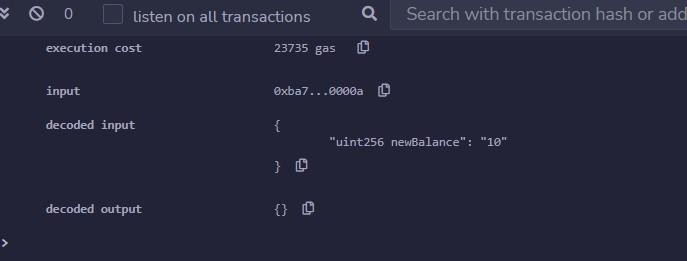 0 listen on all transactions Search with transaction hash or add
execution cost 23735 gas
input 0xba7...0000a
decoded input {
"uint256 newBalance": "10"
}
decoded output {}
>